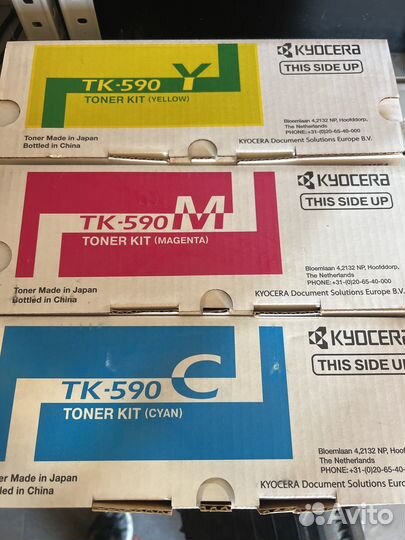 TK-590 Y
TONER KIT (YELLOW)
Toner Made in Japan
Bottled in China
KYOCERA
THIS SIDE UP
Bloemlaan 4,2132 NP, Hoofddorp,
The Netherlands
PHONE:+31-(0)20-65-40-000
KYOCERA Document Solutions Europe B.V.
TK-590 M
TONER KIT (MAGENTA)
Toner Made in Japan
Bottled in China
KYOCERA
THIS SIDE UP
Bloemlaan 4,2132 NP, Hoofddorp,
The Netherlands
PHONE:+31-(0)20-65-40-000
KYOCERA Document Solutions Europe B.V.
TK-590 C
TONER KIT (CYAN)
er Made in Japan
ed in China
KYOCERA
THIS SIDE UP
Bloemlaan 4,2132 NP, Hoof
The Netherlands
PHONE:+31-(0)20-65-40-
KYOCERA Document Solutions Europe
Avito